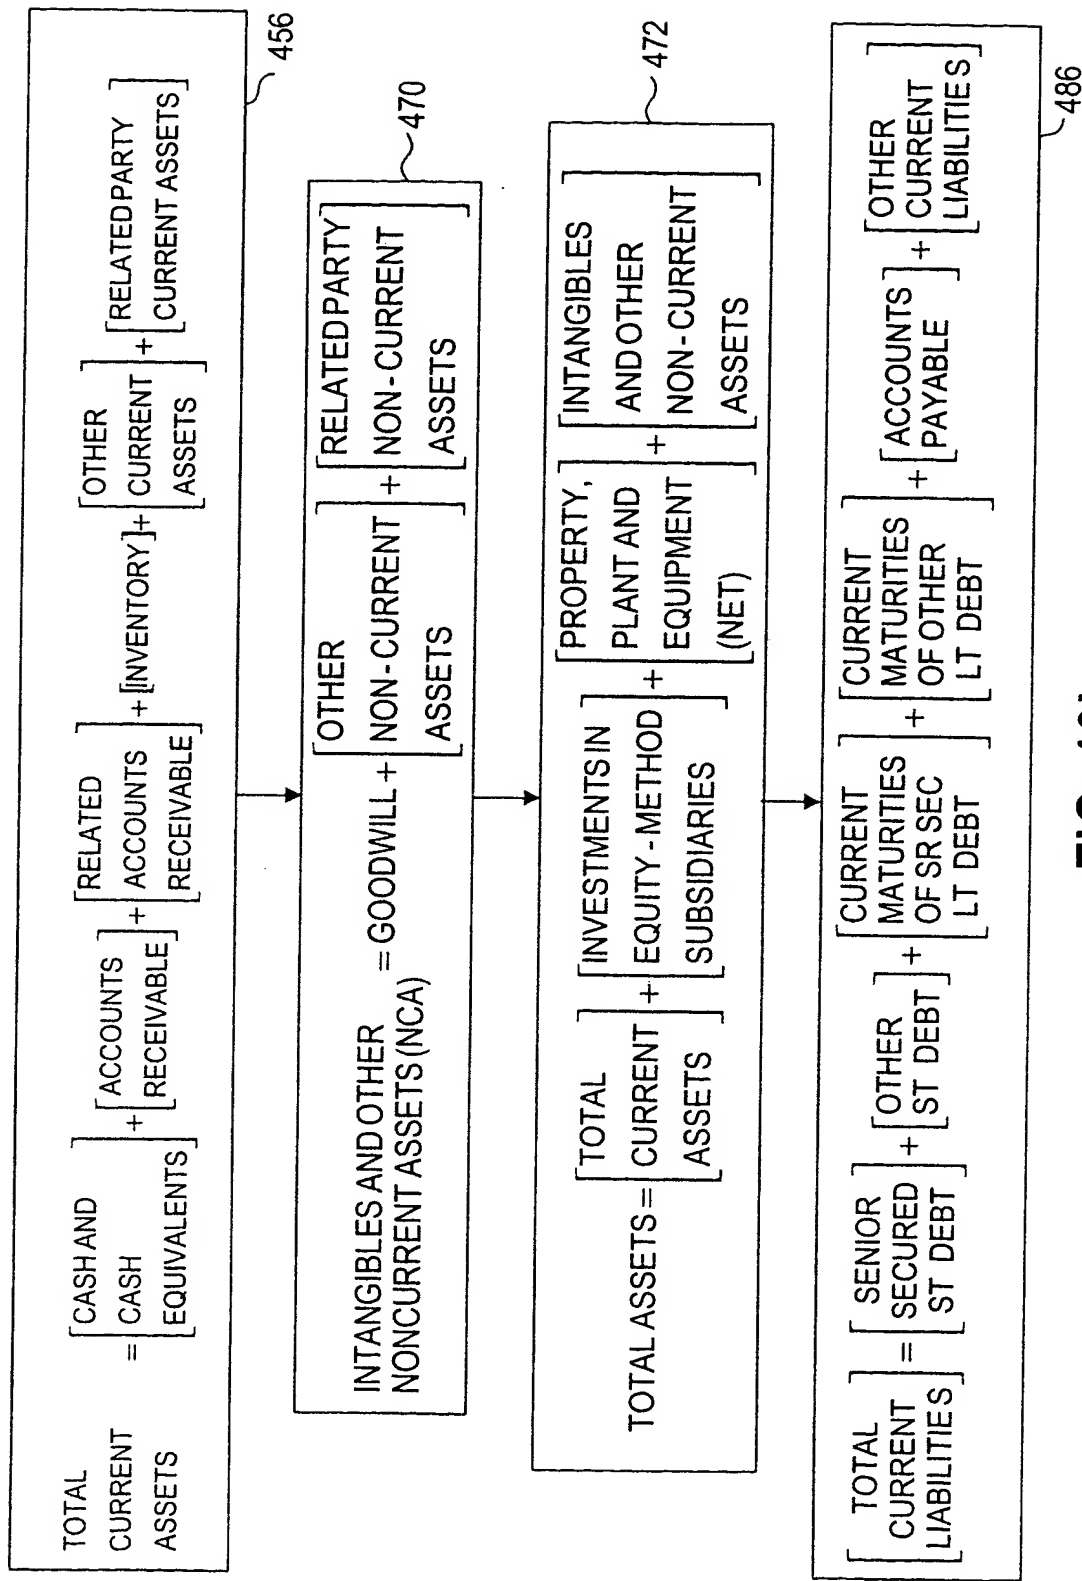 TOTAL
CURRENT
ASSETS
=
[CASH AND
CASH
EQUIVALENTS]
+
[ACCOUNTS
RECEIVABLE]
+
[RELATED
ACCOUNTS
RECEIVABLE]
+ [INVENTORY] +
[OTHER
CURRENT
ASSETS]
+
[RELATED PARTY
CURRENT ASSETS]
456
INTANGIBLES AND OTHER
NONCURRENT ASSETS (NCA)
= GOODWILL +
[OTHER
NON-CURRENT
ASSETS]
+
[RELATED PARTY
NON-CURRENT
ASSETS]
470
TOTAL ASSETS =
[TOTAL
CURRENT
ASSETS]
+
[INVESTMENTS IN
EQUITY-METHOD
SUBSIDIARIES]
+
[PROPERTY,
PLANT AND
EQUIPMENT
(NET)]
+
[INTANGIBLES
AND OTHER
NON-CURRENT
ASSETS]
472
[TOTAL
CURRENT
LIABILITIES]
=
[SENIOR
SECURED
ST DEBT]
+
[OTHER
ST DEBT]
+
[CURRENT
MATURITIES
OF SR SEC
LT DEBT]
+
[CURRENT
MATURITIES
OF OTHER
LT DEBT]
+
[ACCOUNTS
PAYABLE]
+
[OTHER
CURRENT
LIABILITIES]
486